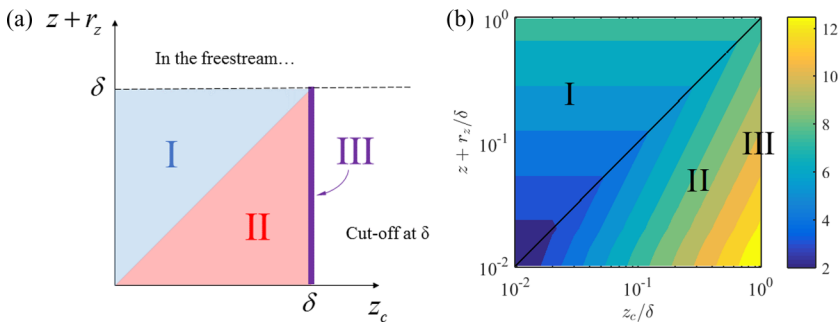 (a)
z + r_z
In the freestream...
δ
I
III
II
Cut-off at δ
δ
z_c
(b)
10^0
12
I
10
z + r_z/δ
10^-1
III
8
II
6
4
10^-2
2
10^-2
10^-1
10^0
z_c/δ